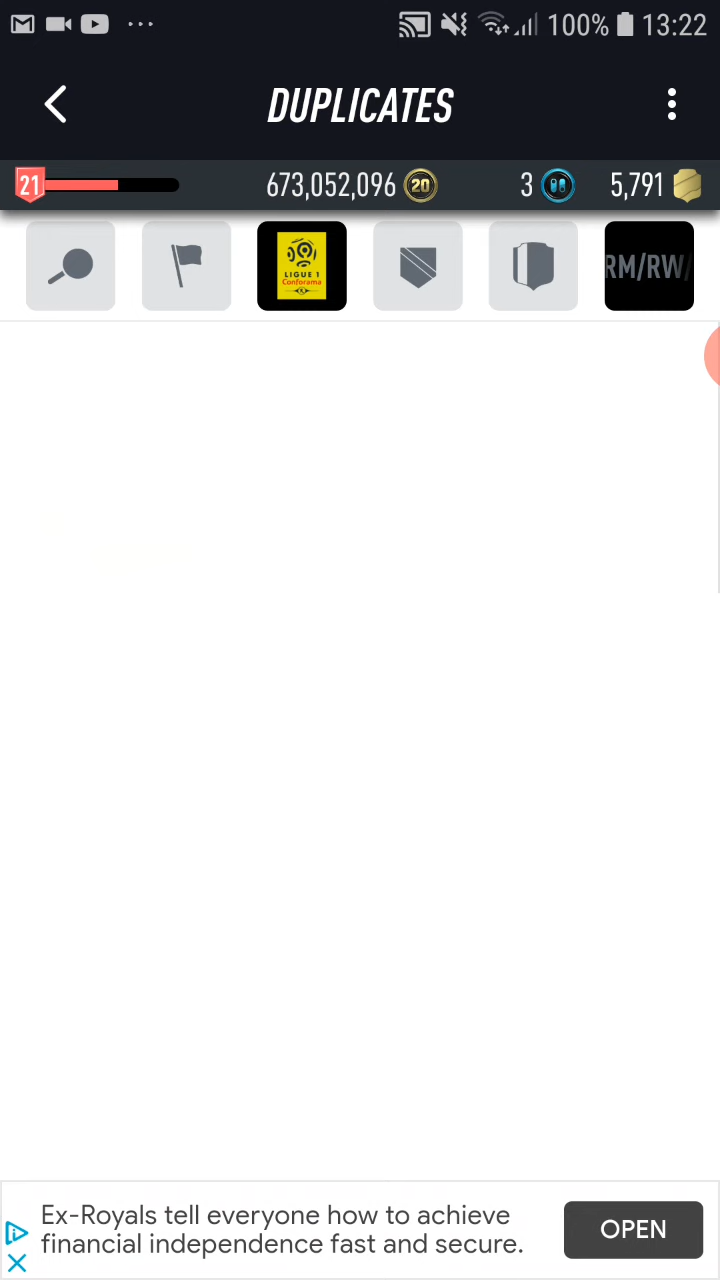 100% 13:22
DUPLICATES
21 673,052,096 20 3 5,791
LIGUE 1
Conforama
RM/RW/
Ex-Royals tell everyone how to achieve
financial independence fast and secure.
OPEN